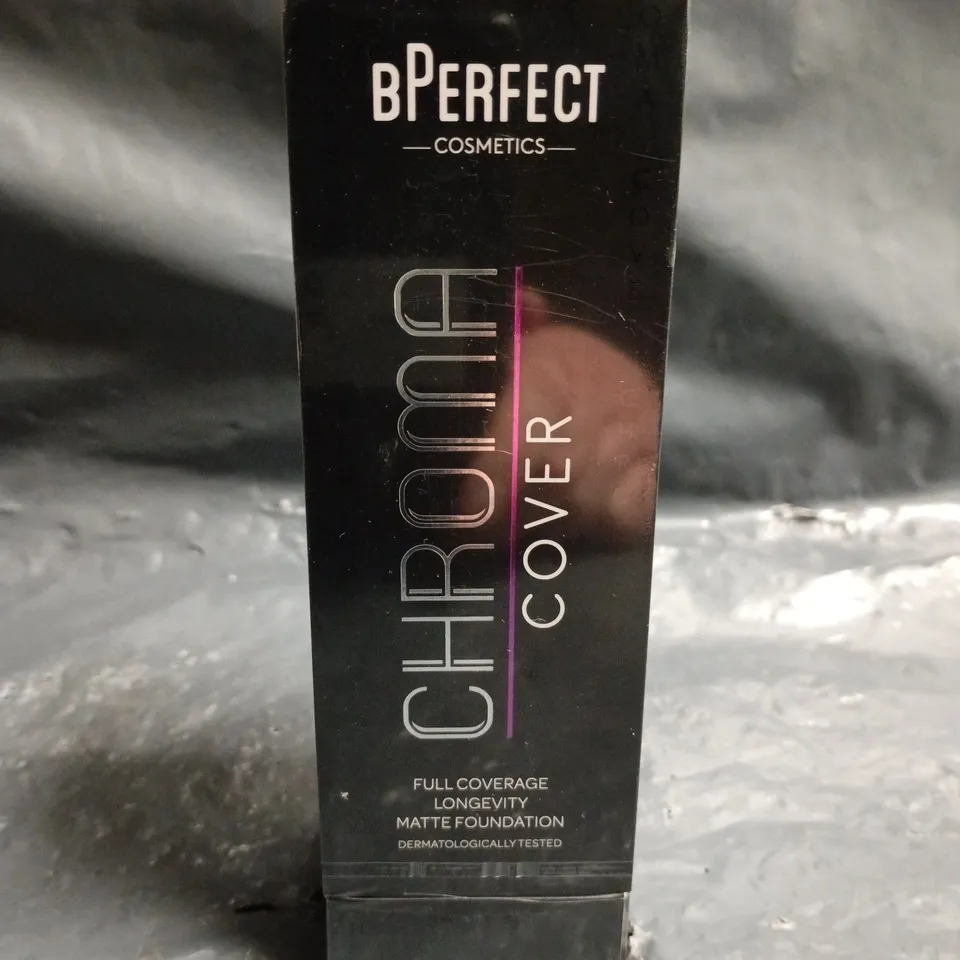 BPERFECT
COSMETICS
CHROMA
COVER
FULL COVERAGE
LONGEVITY
MATTE FOUNDATION
DERMATOLOGICALLY TESTED